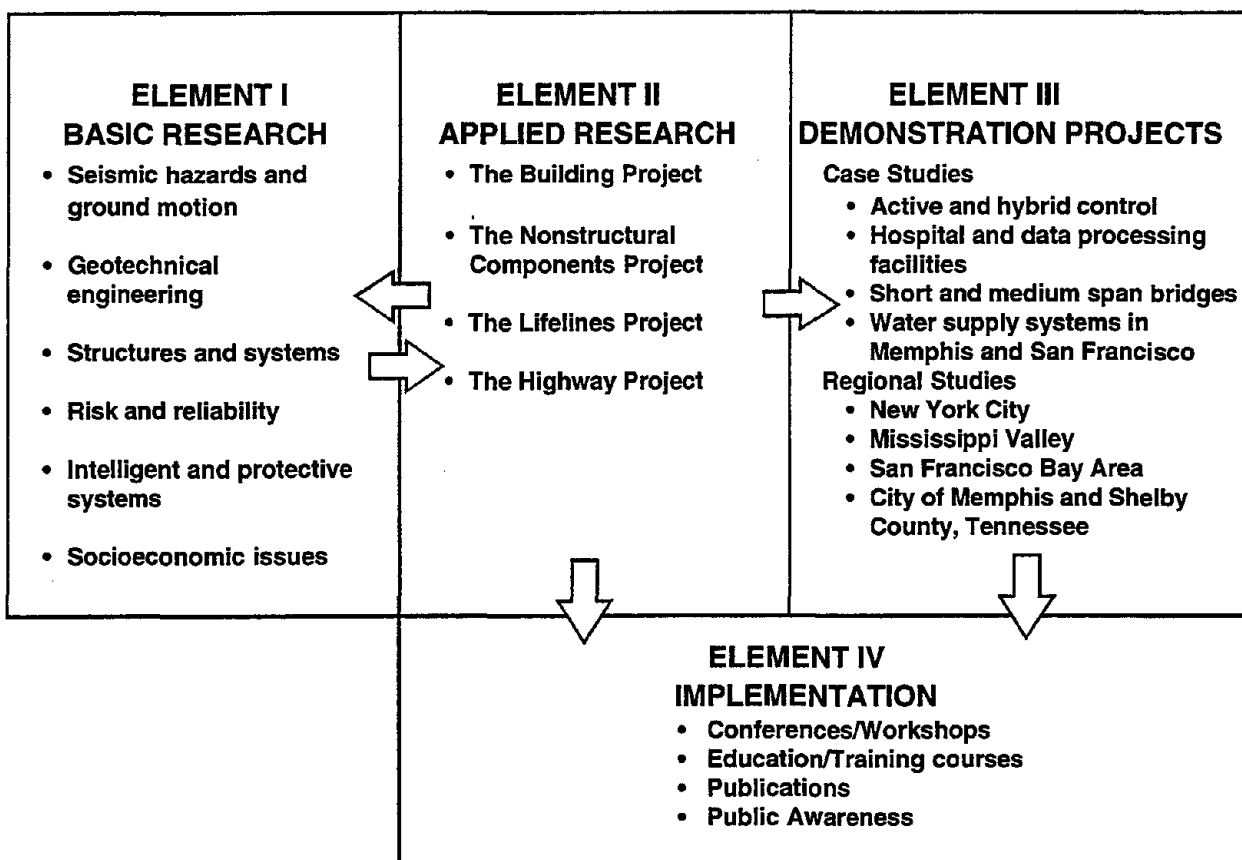 ELEMENT I
BASIC RESEARCH
• Seismic hazards and
ground motion
• Geotechnical
engineering
• Structures and systems
• Risk and reliability
• Intelligent and protective
systems
• Socioeconomic issues
ELEMENT II
APPLIED RESEARCH
• The Building Project
• The Nonstructural
Components Project
• The Lifelines Project
• The Highway Project
ELEMENT III
DEMONSTRATION PROJECTS
Case Studies
• Active and hybrid control
• Hospital and data processing
facilities
• Short and medium span bridges
• Water supply systems in
Memphis and San Francisco
Regional Studies
• New York City
• Mississippi Valley
• San Francisco Bay Area
• City of Memphis and Shelby
County, Tennessee
ELEMENT IV
IMPLEMENTATION
• Conferences/Workshops
• Education/Training courses
• Publications
• Public Awareness